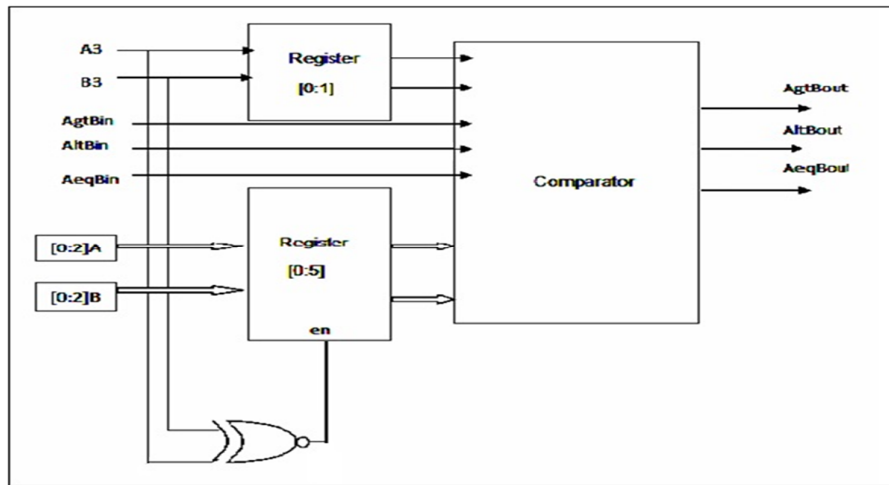 A3
B3
AgtBin
AltBin
AeqBin
Register
[0:1]
[0:2]A
[0:2]B
Register
[0:5]
en
Comparator
AgtBout
AltBout
AeqBout